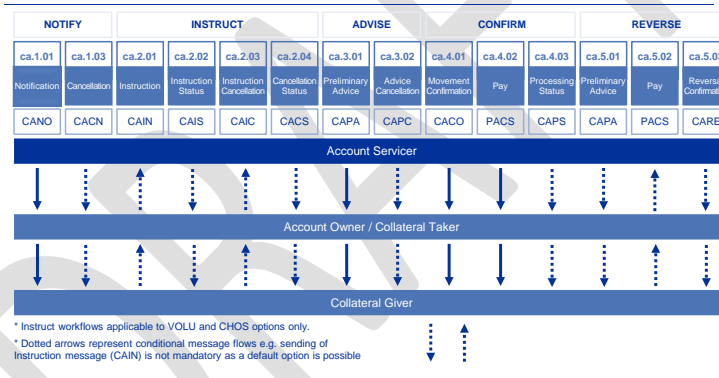 NOTIFY INSTRUCT ADVISE CONFIRM REVERSE
ca.1.01 ca.1.03 ca.2.01 ca.2.02 ca.2.03 ca.2.04 ca.3.01 ca.3.02 ca.4.01 ca.4.02 ca.4.03 ca.5.01 ca.5.02 ca.5.03
Notification Cancellation Instruction Instruction Status Instruction Cancellation Cancellation Status Preliminary Advice Advice Cancellation Movement Confirmation Pay Processing Status Preliminary Advice Pay Reversal Confirmation
CANO CACN CAIN CAIS CAIC CACS CAPA CAPC CACO PACS CAPS CAPA PACS CARE
Account Servicer
Account Owner / Collateral Taker
Collateral Giver
* Instruct workflows applicable to VOLU and CHOS options only.
* Dotted arrows represent conditional message flows e.g. sending of
Instruction message (CAIN) is not mandatory as a default option is possible